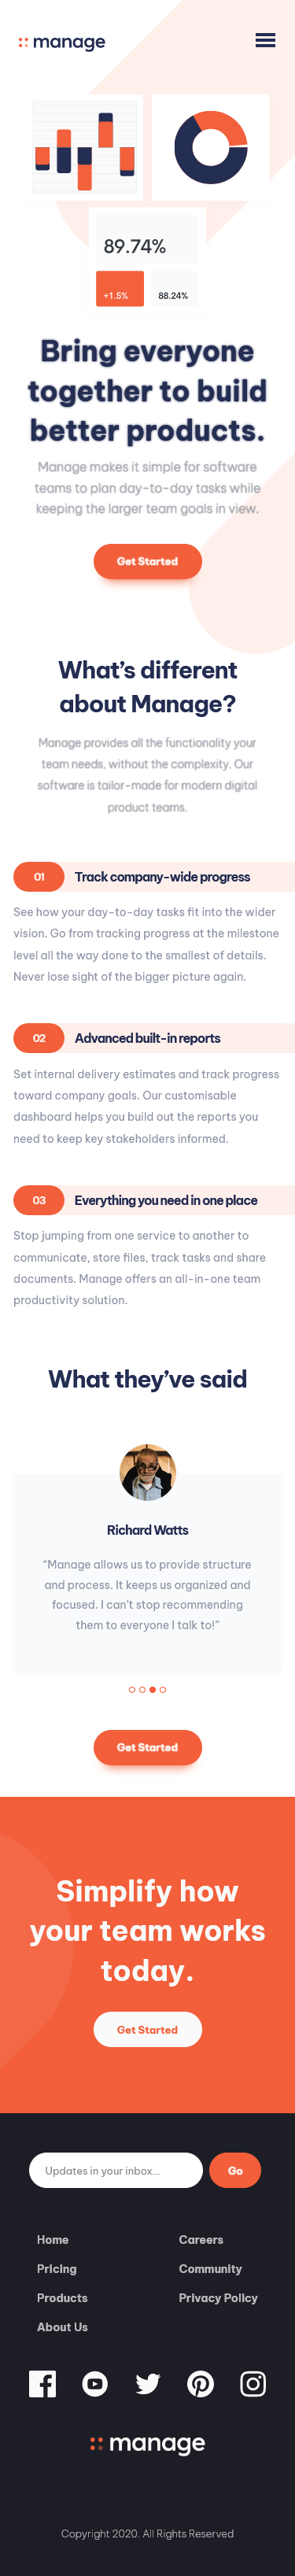 manage
89.74%
+1.5%
88.24%
Bring everyone
together to build
better products.
Manage makes it simple for software
teams to plan day-to-day tasks while
keeping the larger team goals in view.
Get Started
What’s different
about Manage?
Manage provides all the functionality your
team needs, without the complexity. Our
software is tailor-made for modern digital
product teams.
01 Track company-wide progress
See how your day-to-day tasks fit into the wider
vision. Go from tracking progress at the milestone
level all the way done to the smallest of details.
Never lose sight of the bigger picture again.
02 Advanced built-in reports
Set internal delivery estimates and track progress
toward company goals. Our customisable
dashboard helps you build out the reports you
need to keep key stakeholders informed.
03 Everything you need in one place
Stop jumping from one service to another to
communicate, store files, track tasks and share
documents. Manage offers an all-in-one team
productivity solution.
What they’ve said
Richard Watts
“Manage allows us to provide structure
and process. It keeps us organized and
focused. I can’t stop recommending
them to everyone I talk to!”
Get Started
Simplify how
your team works
today.
Get Started
Updates in your inbox... Go
Home Careers
Pricing Community
Products Privacy Policy
About Us
manage
Copyright 2020. All Rights Reserved